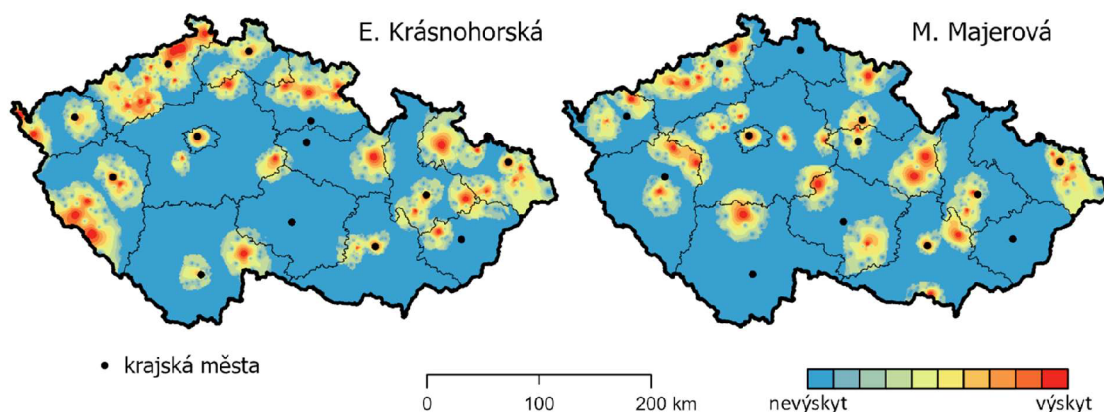 E. Krásnohorská
M. Majerová
krajská města
0 100 200 km
nevýskyt výskyt